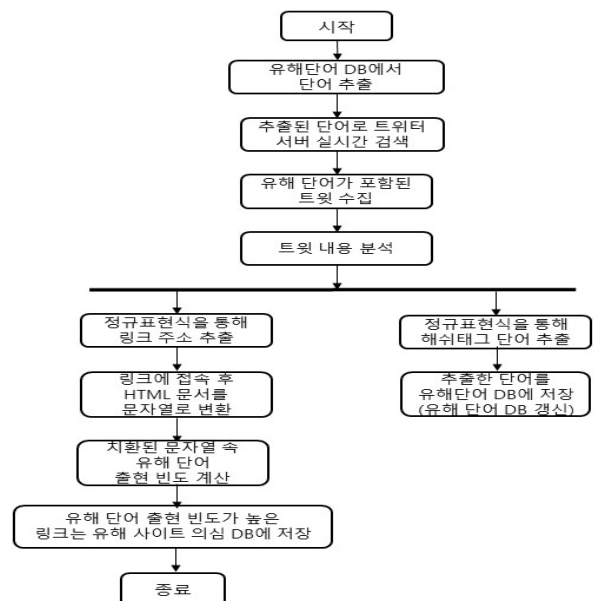 시작
유해단어 DB에서
단어 추출
추출된 단어로 트위터
서버 실시간 검색
유해 단어가 포함된
트윗 수집
트윗 내용 분석
정규표현식을 통해
링크 주소 추출
링크에 접속 후
HTML 문서를
문자열로 변환
치환된 문자열 속
유해 단어
출현 빈도 계산
유해 단어 출현 빈도가 높은
링크는 유해 사이트 의심 DB에 저장
종료
정규표현식을 통해
해쉬태그 단어 추출
추출한 단어를
유해단어 DB에 저장
(유해 단어 DB 갱신)